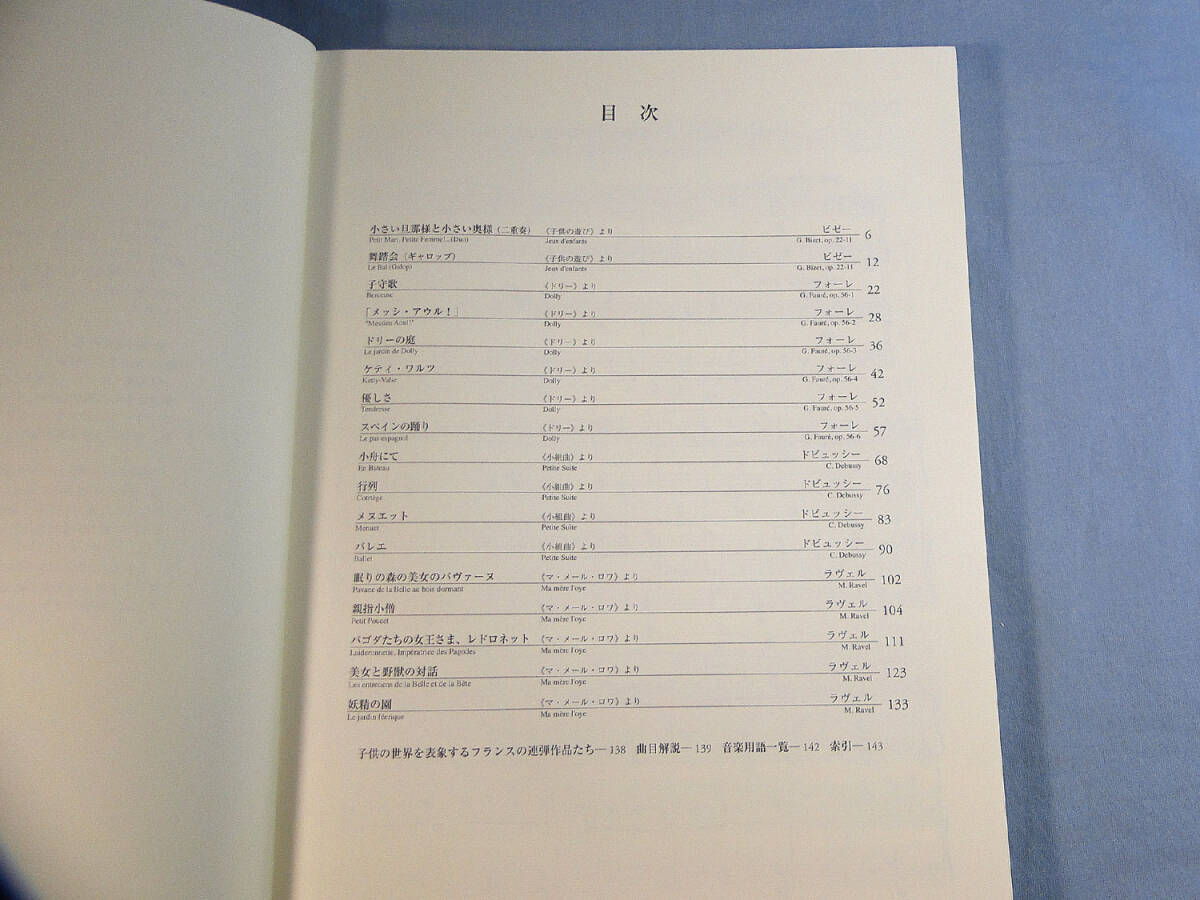 目 次
小さい旦那様と小さい奥様（二重奏） 《子供の遊び》より ビゼー 6
Petit Mari, Petite Femme!...(Duo) Jeux d'enfants G. Bizet, op. 22-11
舞踏会（ギャロップ） 《子供の遊び》より ビゼー 12
Le Bal (Galop) Jeux d'enfants G. Bizet, op. 22-11
子守歌 《ドリー》より フォーレ 22
Berceuse Dolly G. Fauré, op. 56-1
「メッシ・アウル！」 《ドリー》より フォーレ 28
"Messieu Aoul!" Dolly G. Fauré, op. 56-2
ドリーの庭 《ドリー》より フォーレ 36
Le jardin de Dolly Dolly G. Fauré, op. 56-3
ケティ・ワルツ 《ドリー》より フォーレ 42
Kitty-Valse Dolly G. Fauré, op. 56-4
優しさ 《ドリー》より フォーレ 52
Tendresse Dolly G. Fauré, op. 56-5
スペインの踊り 《ドリー》より フォーレ 57
Le pas espagnol Dolly G. Fauré, op. 56-6
小舟にて 《小組曲》より ドビュッシー 68
En Bateau Petite Suite C. Debussy
行列 《小組曲》より ドビュッシー 76
Cortège Petite Suite C. Debussy
メヌエット 《小組曲》より ドビュッシー 83
Menuet Petite Suite C. Debussy
バレエ 《小組曲》より ドビュッシー 90
Ballet Petite Suite C. Debussy
眠りの森の美女のパヴァーヌ 《マ・メール・ロワ》より ラヴェル 102
Pavane de la Belle au bois dormant Ma mère l'oye M. Ravel
親指小僧 《マ・メール・ロワ》より ラヴェル 104
Petit Poucet Ma mère l'oye M. Ravel
パゴダたちの女王さま、レドロネット 《マ・メール・ロワ》より ラヴェル 111
Laideronnette, Impératrice des Pagodes Ma mère l'oye M. Ravel
美女と野獣の対話 《マ・メール・ロワ》より ラヴェル 123
Les entretiens de la Belle et de la Bête Ma mère l'oye M. Ravel
妖精の園 《マ・メール・ロワ》より ラヴェル 133
Le jardin féerique Ma mère l'oye M. Ravel
子供の世界を表象するフランスの連弾作品たち─138 曲目解説─139 音楽用語一覧─142 索引─143